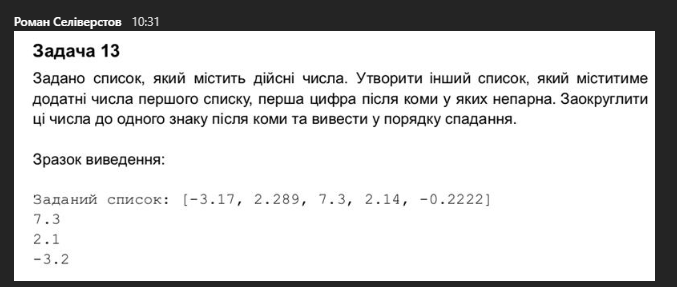 Роман Селіверстов 10:31
Задача 13
Задано список, який містить дійсні числа. Утворити інший список, який міститиме
додатні числа першого списку, перша цифра після коми у яких непарна. Заокруглити
ці числа до одного знаку після коми та вивести у порядку спадання.
Зразок виведення:
Заданий список: [-3.17, 2.289, 7.3, 2.14, -0.2222]
7.3
2.1
-3.2